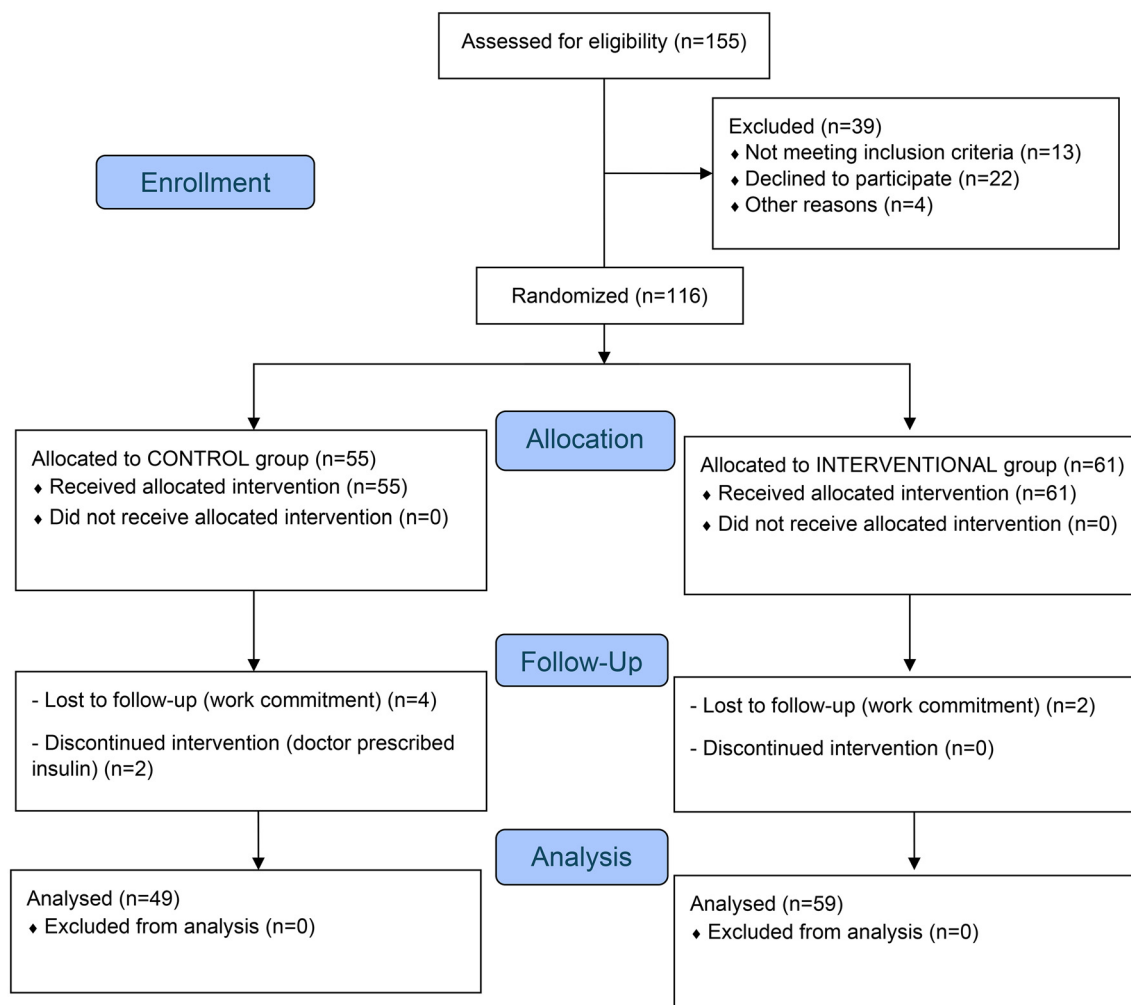 Assessed for eligibility (n=155)
Excluded (n=39)
♦ Not meeting inclusion criteria (n=13)
♦ Declined to participate (n=22)
♦ Other reasons (n=4)
Enrollment
Randomized (n=116)
Allocation
Allocated to CONTROL group (n=55)
♦ Received allocated intervention (n=55)
♦ Did not receive allocated intervention (n=0)
Allocated to INTERVENTIONAL group (n=61)
♦ Received allocated intervention (n=61)
♦ Did not receive allocated intervention (n=0)
Follow-Up
- Lost to follow-up (work commitment) (n=4)
- Discontinued intervention (doctor prescribed
insulin) (n=2)
- Lost to follow-up (work commitment) (n=2)
- Discontinued intervention (n=0)
Analysis
Analysed (n=49)
♦ Excluded from analysis (n=0)
Analysed (n=59)
♦ Excluded from analysis (n=0)